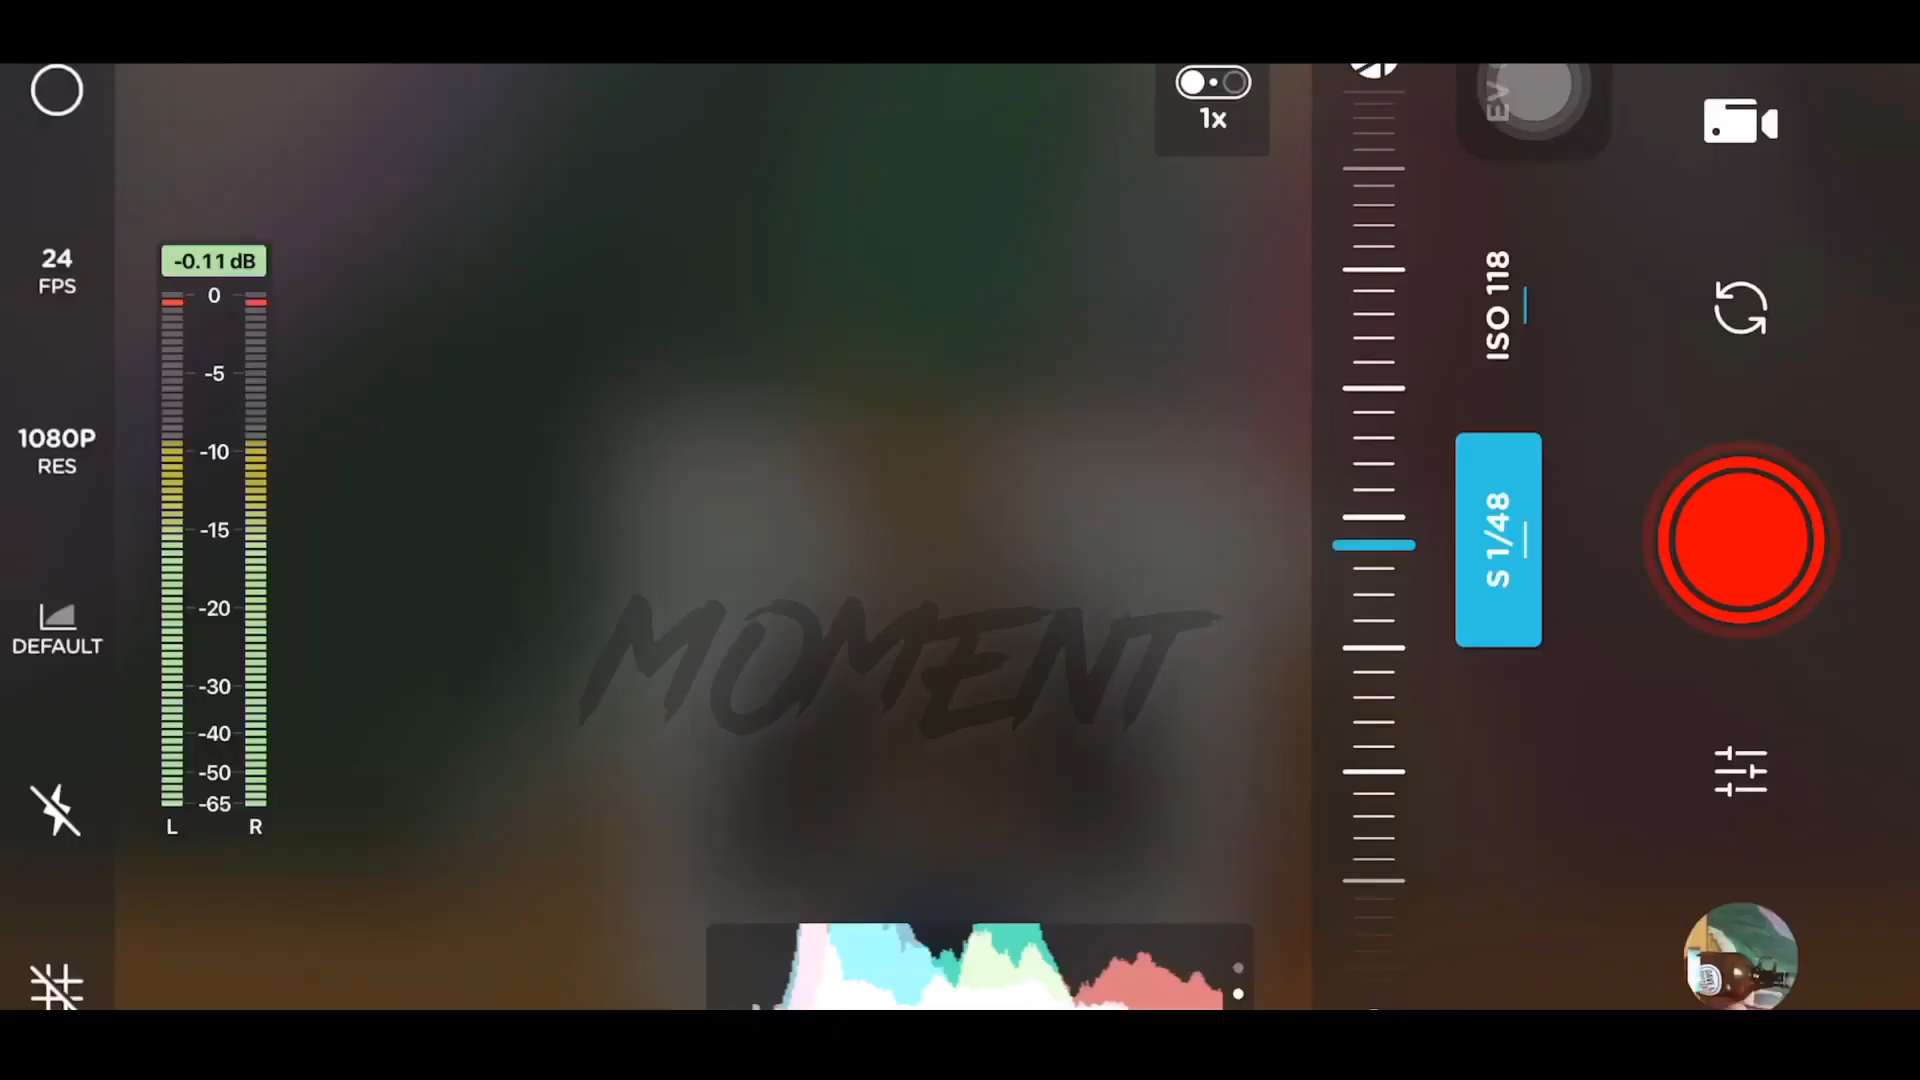 1x
EV
24
FPS
-0.11 dB
0
-5
-10
-15
-20
-30
-40
-50
-65
L R
1080P
RES
DEFAULT
ISO 118
S 1/48
MOMENT